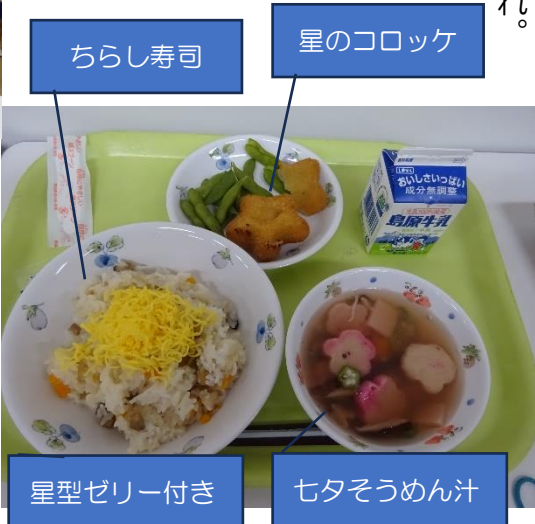 れ。
ちらし寿司
星のコロッケ
おいしさいっぱい
成分無調整
島原牛乳
星型ゼリー付き
七夕そうめん汁